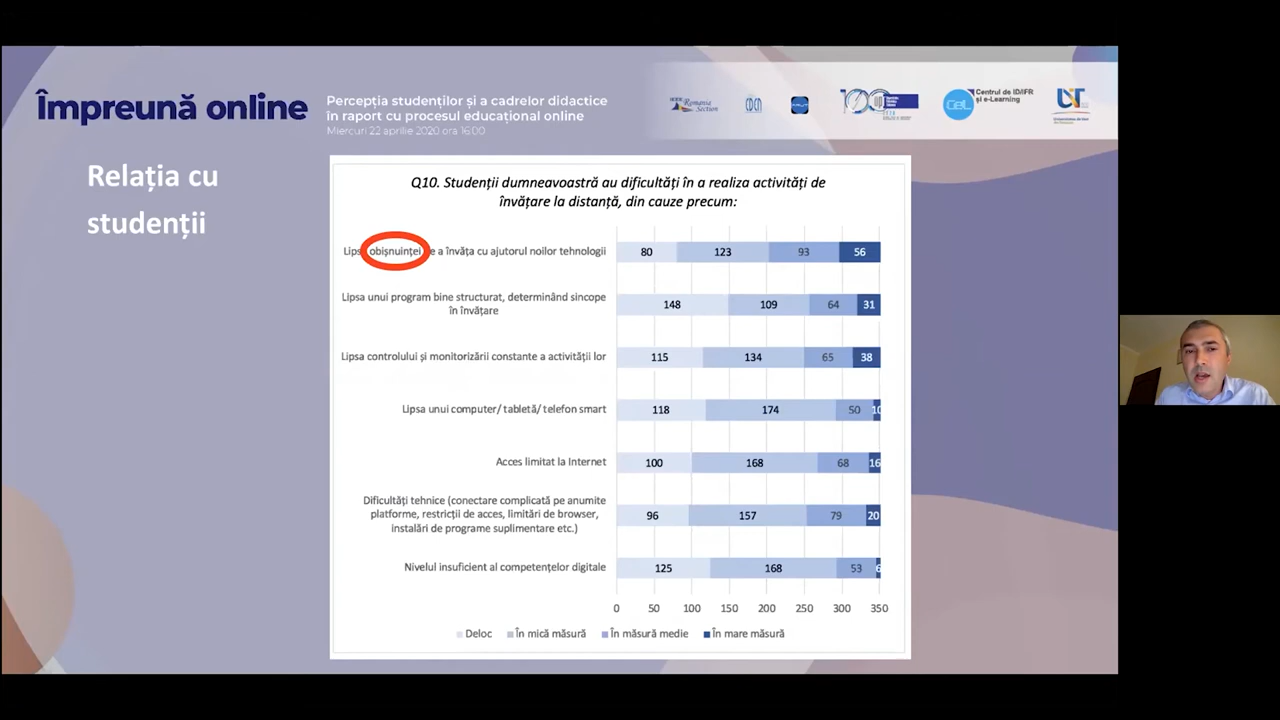 Împreună online
Percepția studenților și a cadrelor didactice
în raport cu procesul educațional online
Miercuri 22 aprilie 2020 ora 16:00
Romania
Section
EDEN
100
CeL
Centrul de ID/IFR
și e-Learning
UST
Relația cu
studenții
Q10. Studenții dumneavoastră au dificultăți în a realiza activități de
învățare la distanță, din cauze precum:
obișnuinței a învăța cu ajutorul noilor tehnologii
80 123 93 56
Lipsa unui program bine structurat, determinând sincope
în învățare
148 109 64 31
Lipsa controlului și monitorizării constante a activității lor
115 134 65 38
Lipsa unui computer/ tabletă/ telefon smart
118 174 50 10
Acces limitat la Internet
100 168 68 16
Dificultăți tehnice (conectare complicată pe anumite
platforme, restricții de acces, limitări de browser,
instalări de programe suplimentare etc.)
96 157 79 20
Nivelul insuficient al competențelor digitale
125 168 53 6
0 50 100 150 200 250 300 350
Deloc În mică măsură În măsură medie În mare măsură